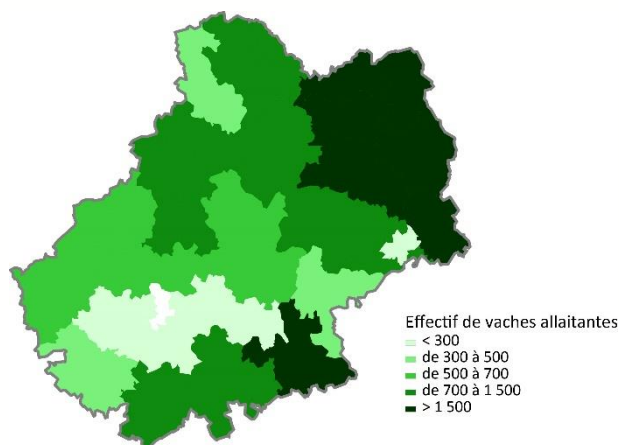 Effectif de vaches allaitantes
< 300
de 300 à 500
de 500 à 700
de 700 à 1 500
> 1 500